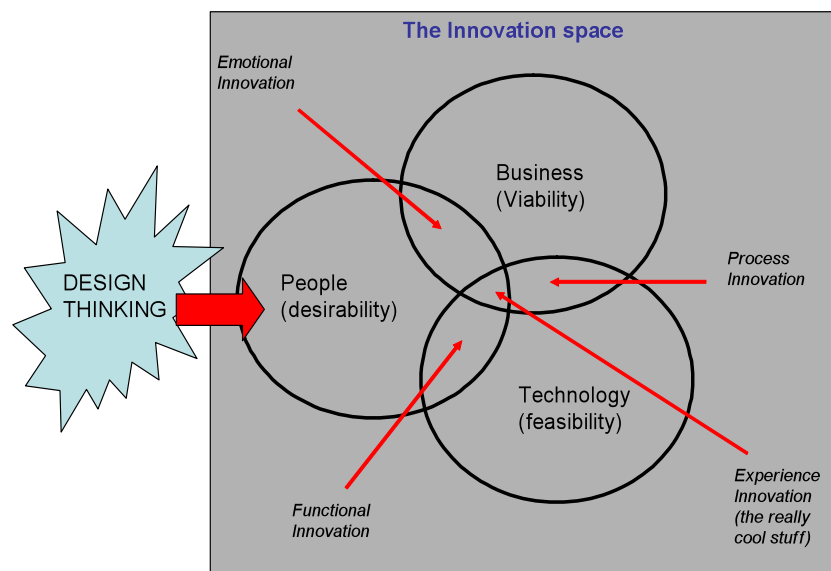 The Innovation space
Emotional
Innovation
Business
(Viability)
Process
Innovation
DESIGN
THINKING
People
(desirability)
Technology
(feasibility)
Functional
Innovation
Experience
Innovation
(the really
cool stuff)